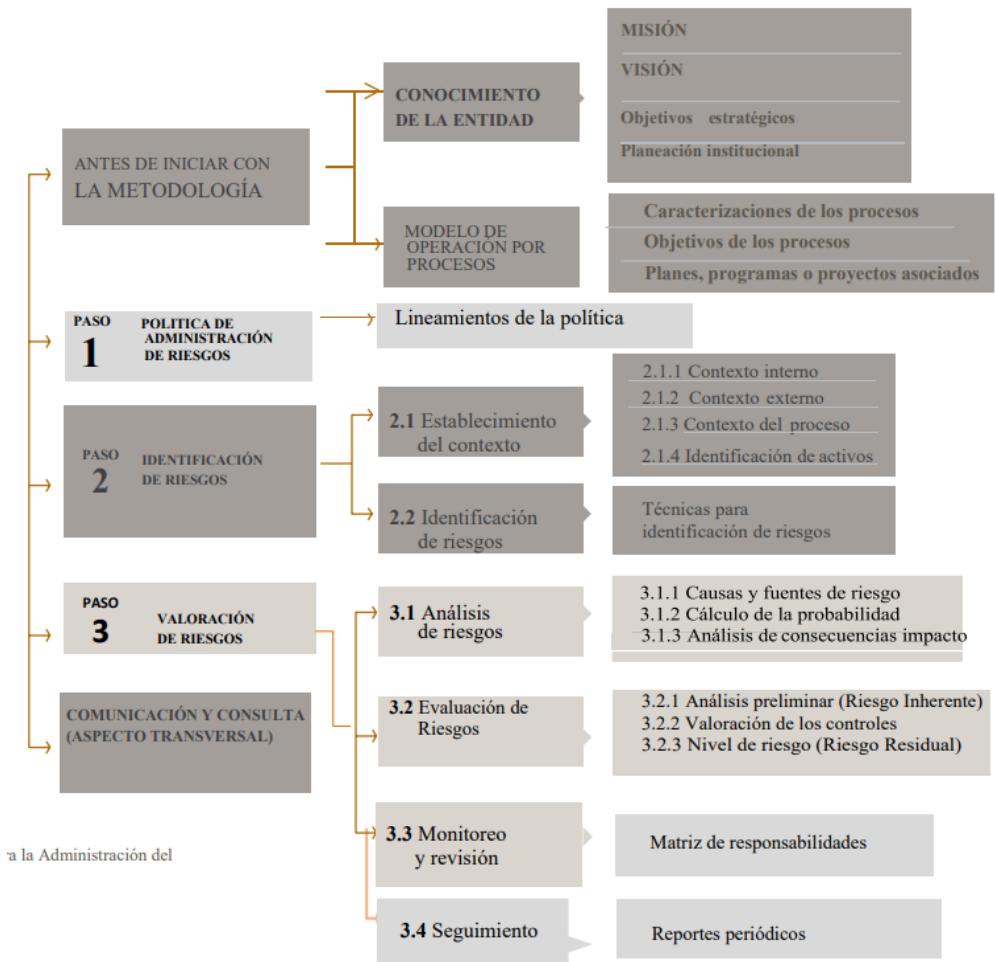 ANTES DE INICIAR CON
LA METODOLOGÍA
CONOCIMIENTO
DE LA ENTIDAD
MISIÓN
VISIÓN
Objetivos estratégicos
Planeación institucional
MODELO DE
OPERACIÓN POR
PROCESOS
Caracterizaciones de los procesos
Objetivos de los procesos
Planes, programas o proyectos asociados
PASO
1
POLITICA DE
ADMINISTRACIÓN
DE RIESGOS
Lineamientos de la política
PASO
2
IDENTIFICACIÓN
DE RIESGOS
2.1 Establecimiento
del contexto
2.1.1 Contexto interno
2.1.2 Contexto externo
2.1.3 Contexto del proceso
2.1.4 Identificación de activos
2.2 Identificación
de riesgos
Técnicas para
identificación de riesgos
PASO
3
VALORACIÓN
DE RIESGOS
3.1 Análisis
de riesgos
3.1.1 Causas y fuentes de riesgo
3.1.2 Cálculo de la probabilidad
3.1.3 Análisis de consecuencias impacto
3.2 Evaluación de
Riesgos
3.2.1 Análisis preliminar (Riesgo Inherente)
3.2.2 Valoración de los controles
3.2.3 Nivel de riesgo (Riesgo Residual)
COMUNICACIÓN Y CONSULTA
(ASPECTO TRANSVERSAL)
3.3 Monitoreo
y revisión
Matriz de responsabilidades
3.4 Seguimiento
Reportes periódicos
la Administración del